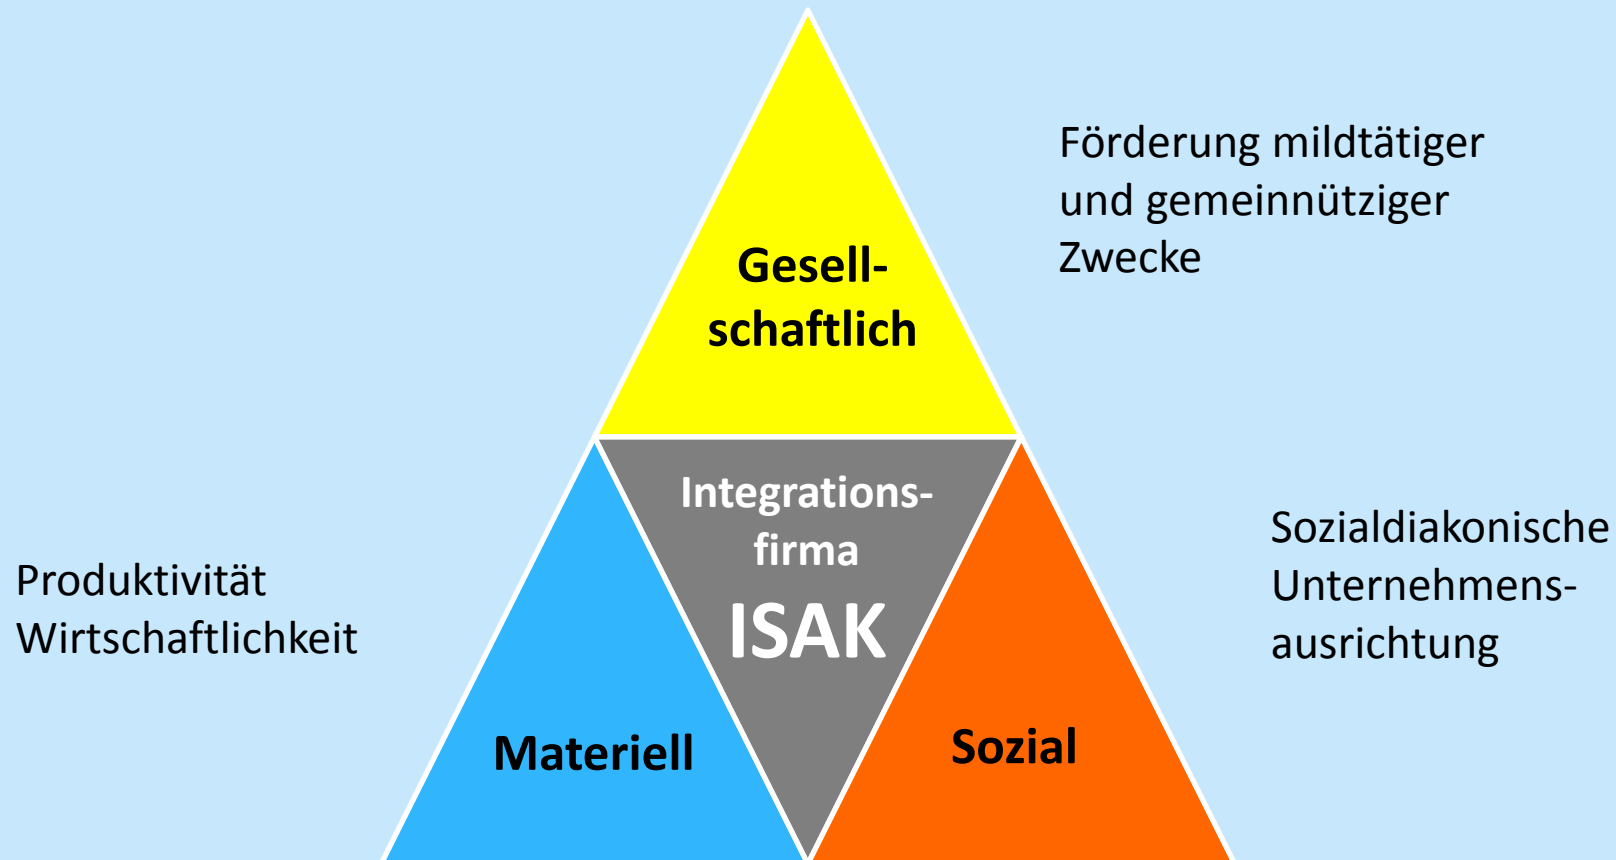 Förderung mildtätiger
und gemeinnütziger
Zwecke
Gesell-
schaftlich
Integrations-
firma
ISAK
Produktivität
Wirtschaftlichkeit
Sozialdiakonische
Unternehmens-
ausrichtung
Materiell
Sozial